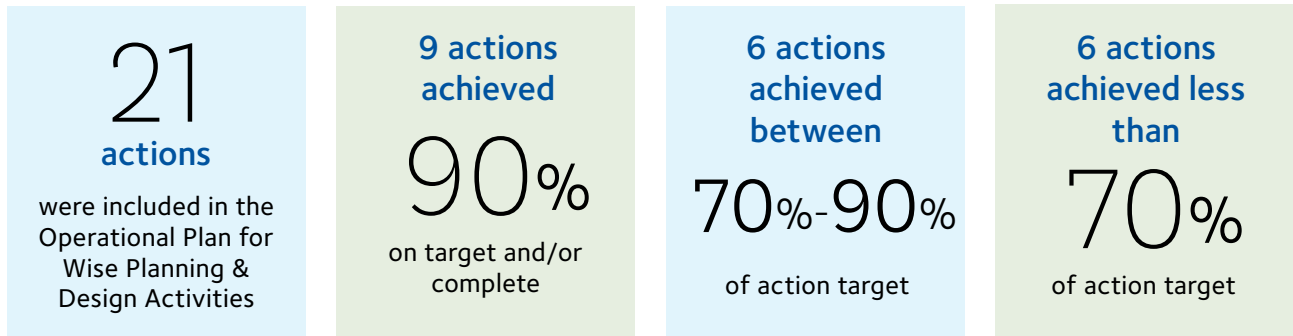 21
actions
were included in the
Operational Plan for
Wise Planning &
Design Activities
9 actions
achieved
90%
on target and/or
complete
6 actions
achieved
between
70%-90%
of action target
6 actions
achieved less
than
70%
of action target